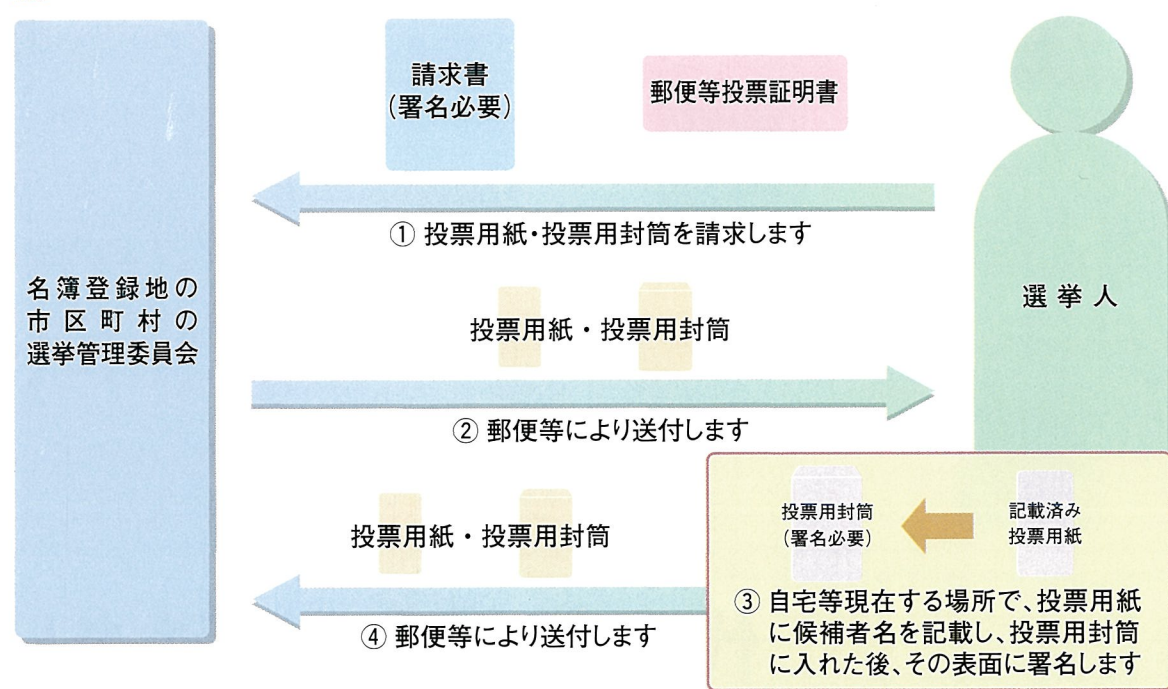 請求書
(署名必要)
郵便等投票証明書
① 投票用紙・投票用封筒を請求します
名簿登録地の
市区町村の
選挙管理委員会
選挙人
投票用紙・投票用封筒
② 郵便等により送付します
投票用封筒
(署名必要)
記載済み
投票用紙
③ 自宅等現在する場所で、投票用紙
に候補者名を記載し、投票用封筒
に入れた後、その表面に署名します
投票用紙・投票用封筒
④ 郵便等により送付します